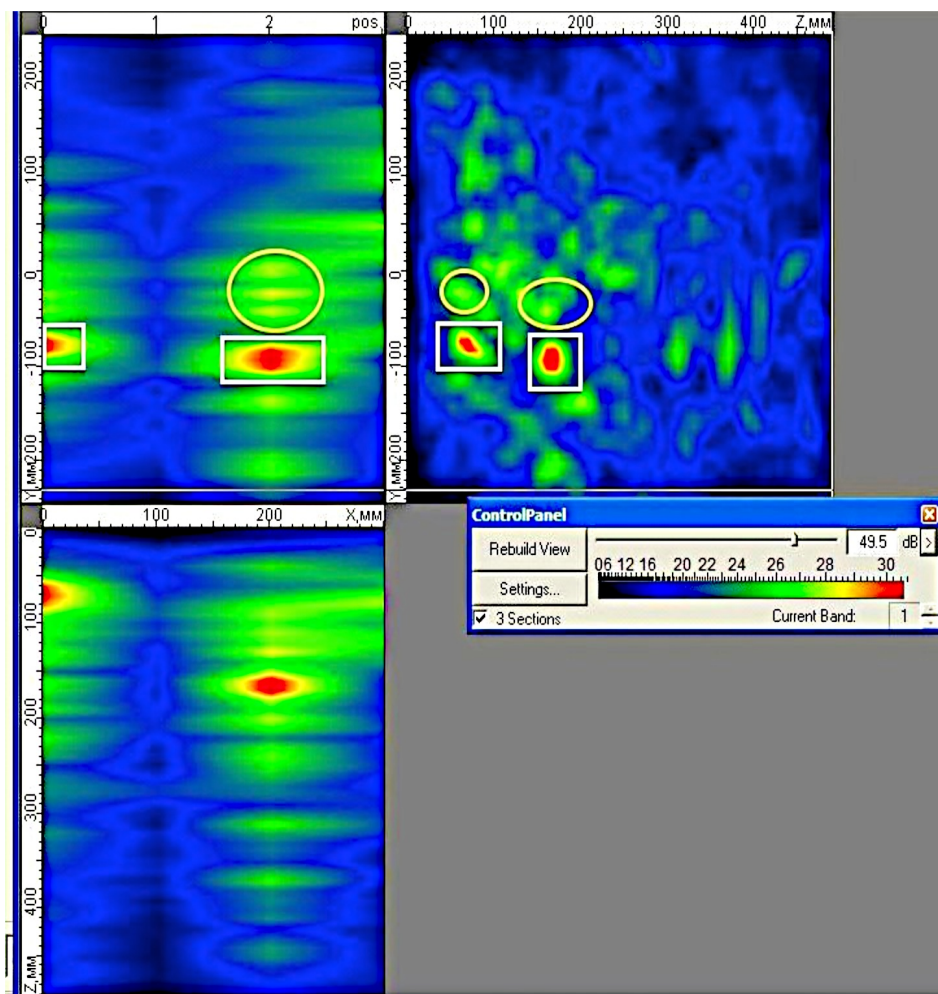 0 1 2 pos
200
100
0
-100
-200
Y,мм
100 200 300 400 Z,мм
200
100
0
-100
-200
Y,мм
0 100 200 X,мм
0
100
200
300
400
Z,мм
ControlPanel
Rebuild View
49.5 dB >
06 12 16 20 22 24 26 28 30
Settings...
3 Sections
Current Band: 1